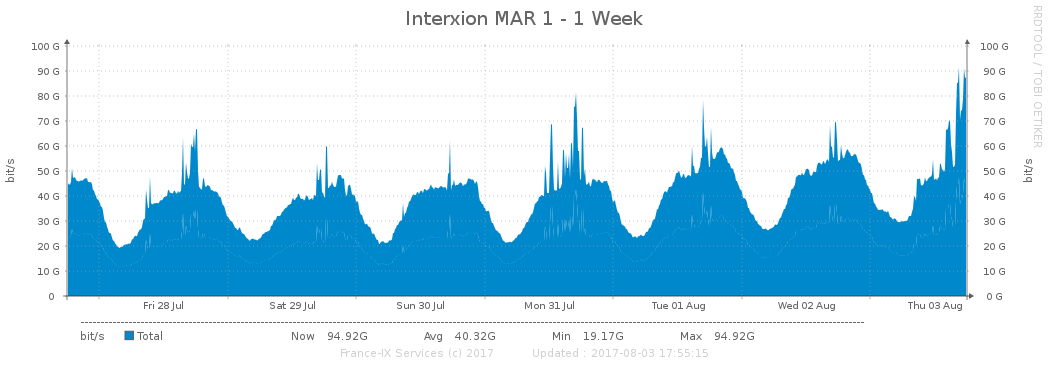 Interxion MAR 1 - 1 Week
RRDTOOL / TOBI OETIKER
bit/s
100 G 100 G
90 G 90 G
80 G 80 G
70 G 70 G
60 G 60 G
50 G 50 G
40 G 40 G
30 G 30 G
20 G 20 G
10 G 10 G
0 0 G
bit/s
Fri 28 Jul Sat 29 Jul Sun 30 Jul Mon 31 Jul Tue 01 Aug Wed 02 Aug Thu 03 Aug
bit/s Total Now 94.92G Avg 40.32G Min 19.17G Max 94.92G
France-IX Services (c) 2017 Updated : 2017-08-03 17:55:15